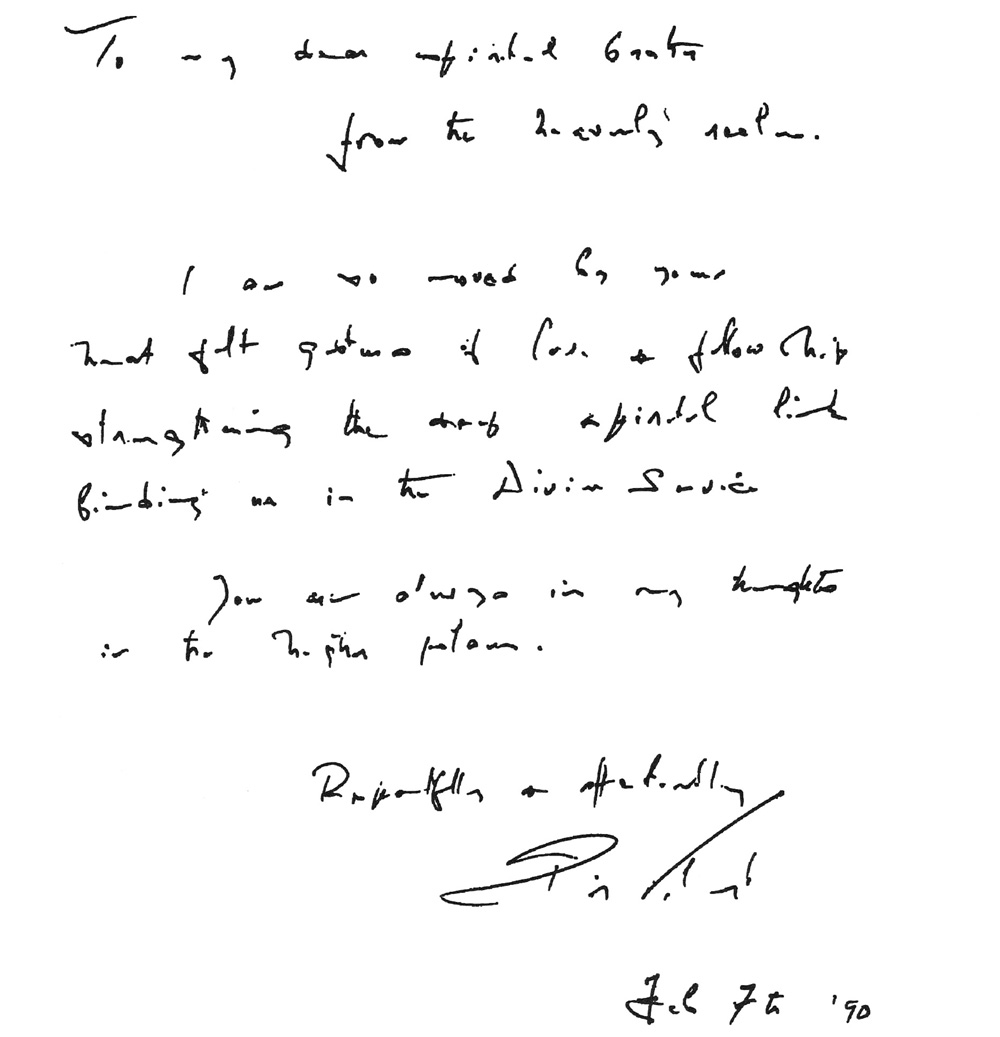 To my dear spiritual brother
from the heavenly realm.
I am so moved by your
heart felt gesture of love & fellowship
strengthening the deep spiritual link
binding us in the Divine Service
You are always in my thoughts
in the higher planes.
Respectfully & affectionately
Pir
Feb 7th '90